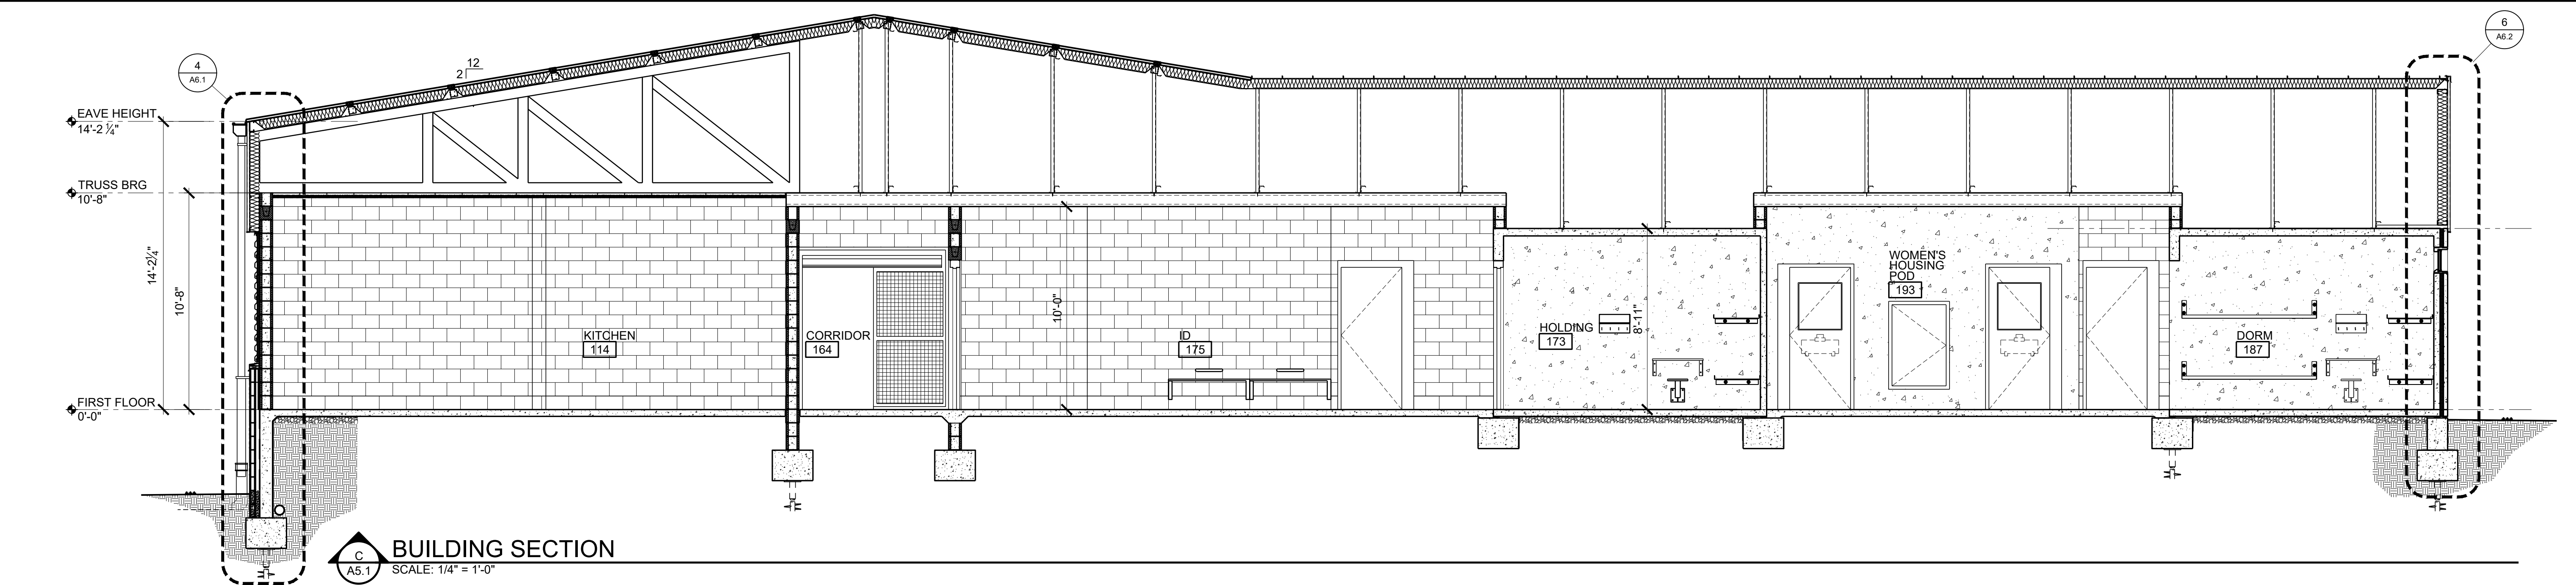 4
A6.1
12
2
6
A6.2
EAVE HEIGHT
14'-2 1/4"
TRUSS BRG
10'-8"
14'-2 1/4"
10'-8"
FIRST FLOOR
0'-0"
KITCHEN
114
CORRIDOR
164
10'-0"
ID
175
HOLDING
173
8'-11"
WOMEN'S
HOUSING
POD
193
DORM
187
C
A5.1
BUILDING SECTION
SCALE: 1/4" = 1'-0"